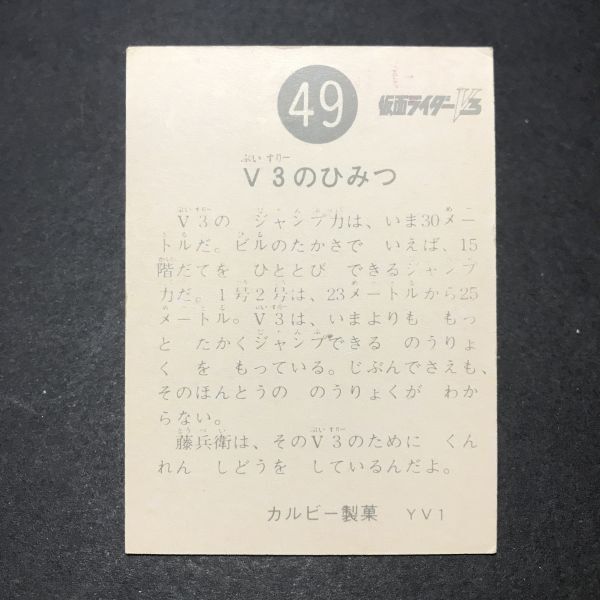 49
仮面ライダーV3
ぶい すりー
V3のひみつ
ぶい すりー
V3の ジャンプ力は、いま30メー
トルだ。ビルのたかさで いえば、15
階だてを ひととび できるジャンプ
力だ。1号2号は、23メートルから25
メートル。V3は、いまよりも もっ
と たかくジャンプできる のうりょ
く を もっている。じぶんでさえも、
そのほんとうの のうりょくが わか
らない。
藤兵衛は、そのV3のために くん
れん しどうを しているんだよ。
カルビー製菓 YV1